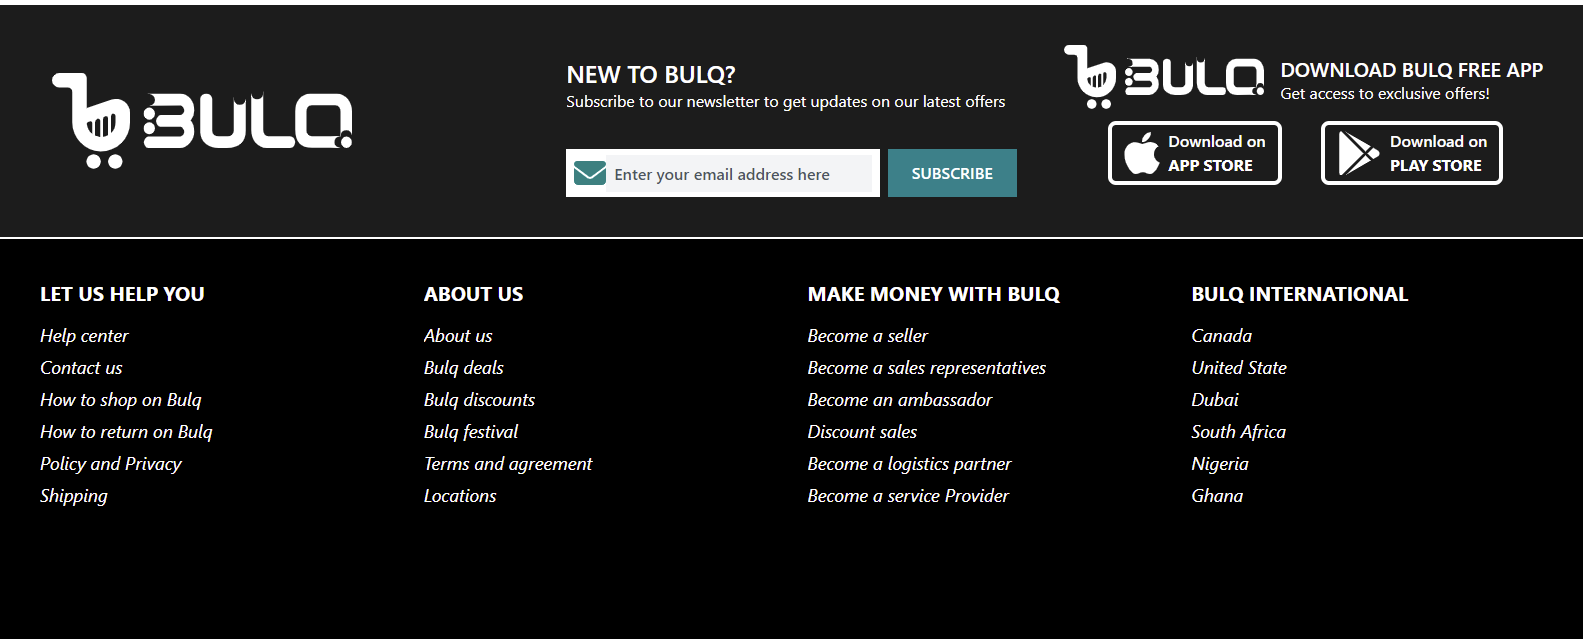 BULQ
NEW TO BULQ?
Subscribe to our newsletter to get updates on our latest offers
Enter your email address here
SUBSCRIBE
BULQ
DOWNLOAD BULQ FREE APP
Get access to exclusive offers!
Download on
APP STORE
Download on
PLAY STORE
LET US HELP YOU
Help center
Contact us
How to shop on Bulq
How to return on Bulq
Policy and Privacy
Shipping
ABOUT US
About us
Bulq deals
Bulq discounts
Bulq festival
Terms and agreement
Locations
MAKE MONEY WITH BULQ
Become a seller
Become a sales representatives
Become an ambassador
Discount sales
Become a logistics partner
Become a service Provider
BULQ INTERNATIONAL
Canada
United State
Dubai
South Africa
Nigeria
Ghana